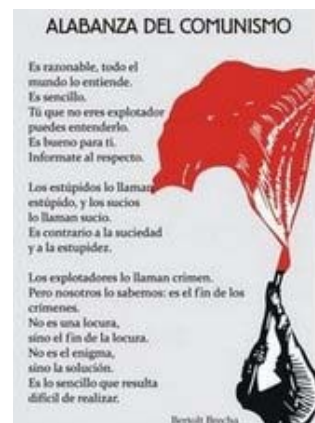 ALABANZA DEL COMUNISMO
Es razonable, todo el
mundo lo entiende.
Es sencillo.
Tú que no eres explotador
puedes entenderlo.
Es bueno para ti.
Informate al respecto.
Los estúpidos lo llaman
estúpido, y los sucios
lo llaman sucio.
Es contrario a la suciedad
y a la estupidez.
Los explotadores lo llaman crimen.
Pero nosotros lo sabemos: es el fin de los
crímenes.
No es una locura,
sino el fin de la locura.
No es el enigma,
sino la solución.
Es lo sencillo que resulta
difícil de realizar.
Bertolt